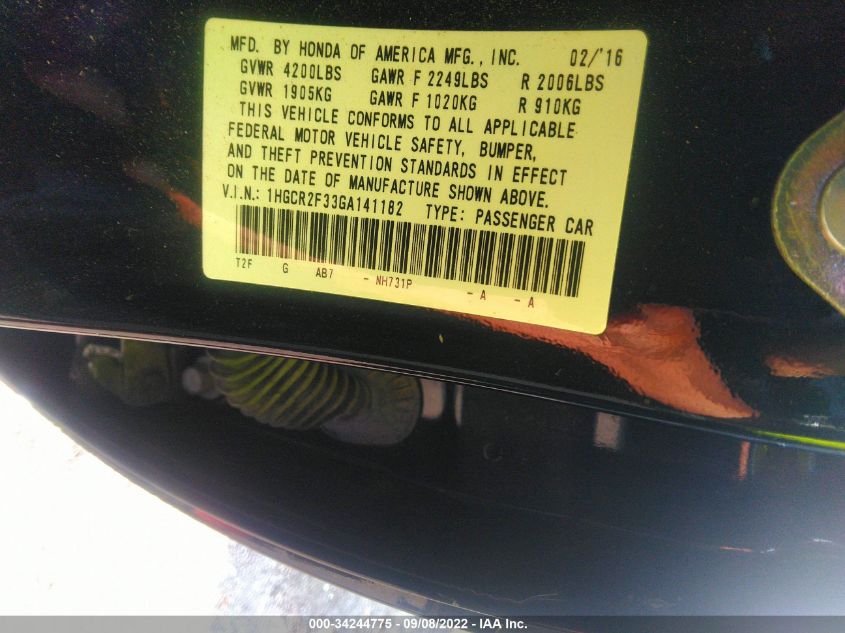 MFD. BY HONDA OF AMERICA MFG., INC. 02/'16
GVWR 4200LBS GAWR F 2249LBS R 2006LBS
GVWR 1905KG GAWR F 1020KG R 910KG
THIS VEHICLE CONFORMS TO ALL APPLICABLE
FEDERAL MOTOR VEHICLE SAFETY, BUMPER,
AND THEFT PREVENTION STANDARDS IN EFFECT
ON THE DATE OF MANUFACTURE SHOWN ABOVE.
V.I.N.: 1HGCR2F33GA141182 TYPE: PASSENGER CAR
T2F G AB7 - NH731P - A - A
000-34244775 - 09/08/2022 - IAA Inc.